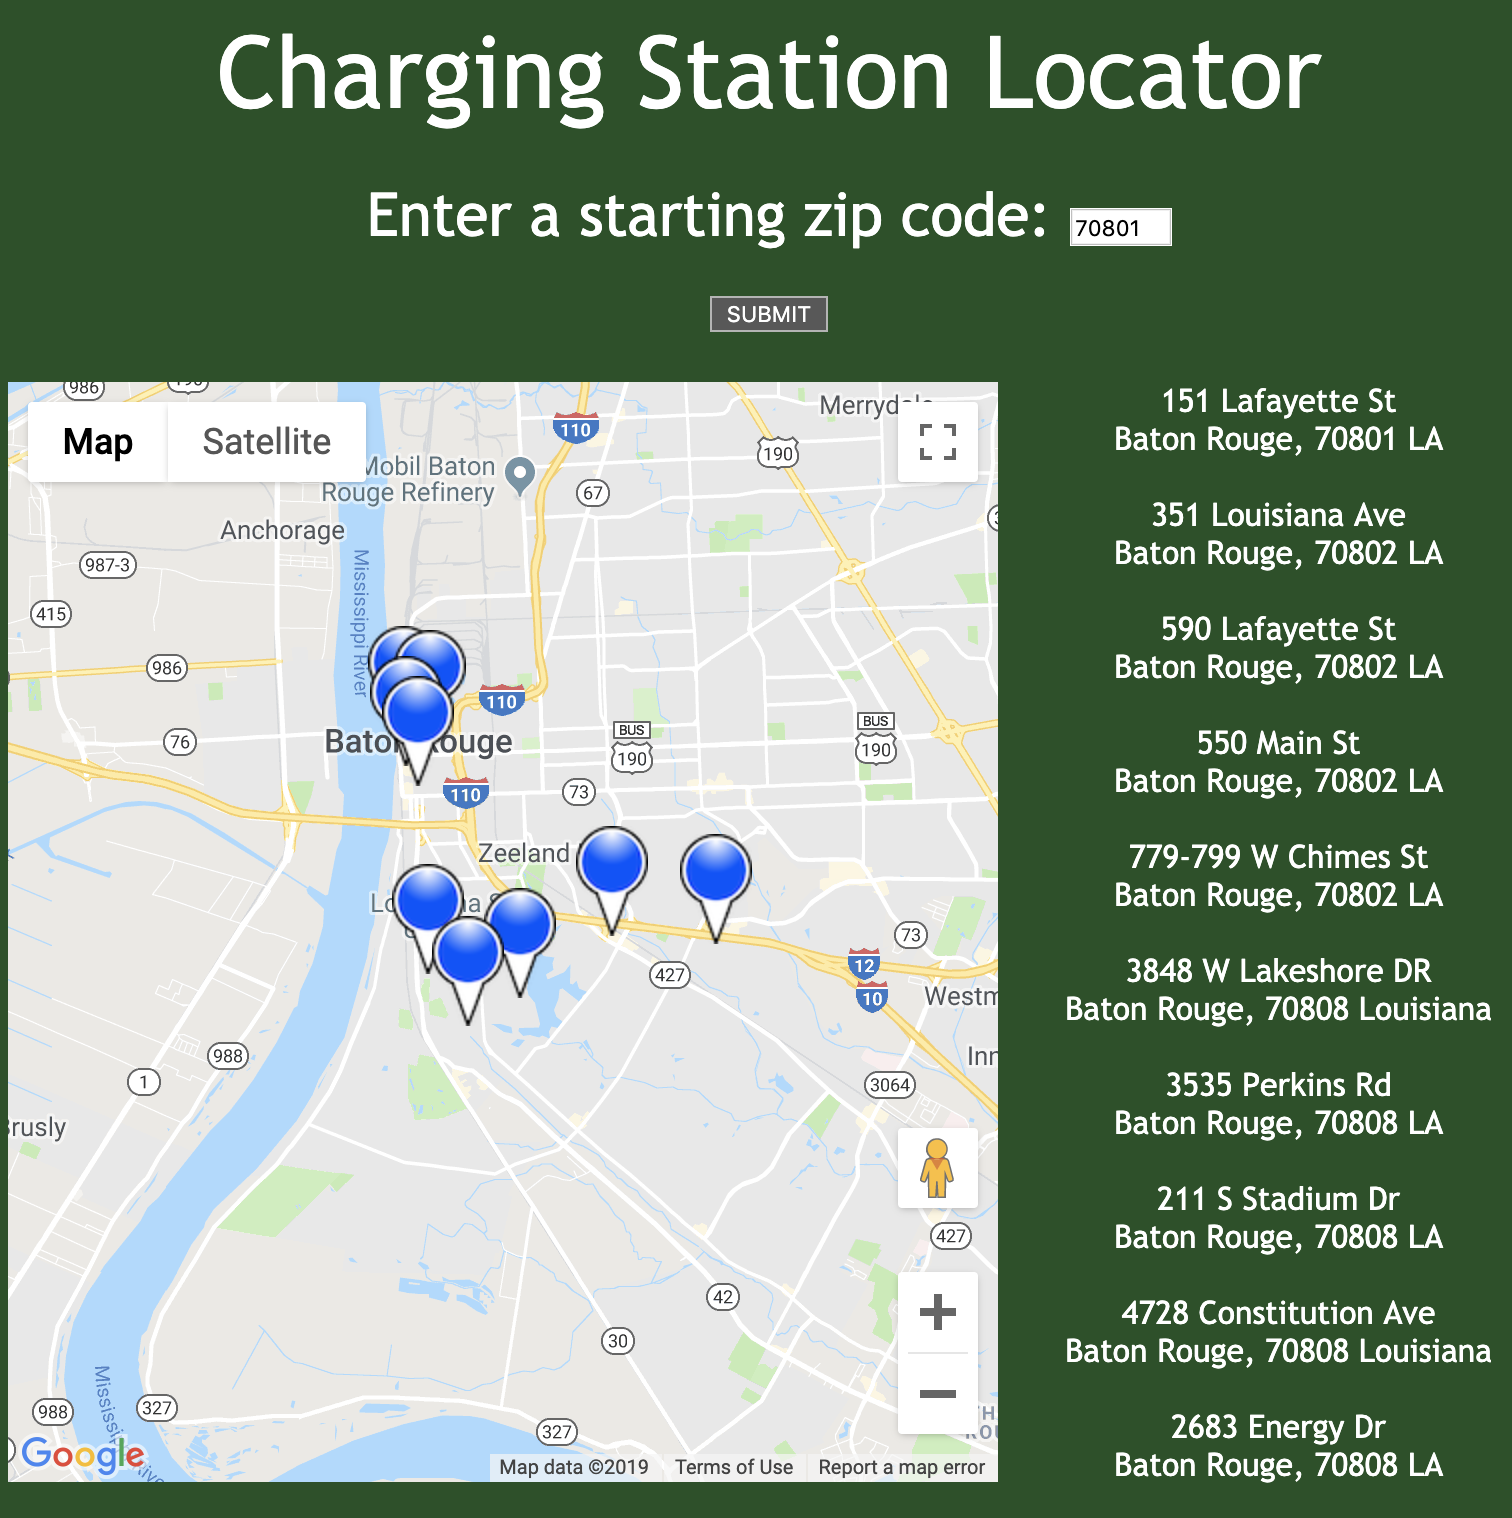 Charging Station Locator
Enter a starting zip code: 70801
SUBMIT
986
Map Satellite
Merrydale
110
190
Mobil Baton
Rouge Refinery
67
Anchorage
987-3
415
Mississippi River
986
110
76
Baton Rouge
BUS
190
BUS
190
110
73
Zeeland
73
427
12
10
Westm
988
1
Inn
3064
Brusly
427
42
30
Mississippi River
988
327
327
Google
Map data ©2019 Terms of Use Report a map error
151 Lafayette St
Baton Rouge, 70801 LA
351 Louisiana Ave
Baton Rouge, 70802 LA
590 Lafayette St
Baton Rouge, 70802 LA
550 Main St
Baton Rouge, 70802 LA
779-799 W Chimes St
Baton Rouge, 70802 LA
3848 W Lakeshore DR
Baton Rouge, 70808 Louisiana
3535 Perkins Rd
Baton Rouge, 70808 LA
211 S Stadium Dr
Baton Rouge, 70808 LA
4728 Constitution Ave
Baton Rouge, 70808 Louisiana
2683 Energy Dr
Baton Rouge, 70808 LA